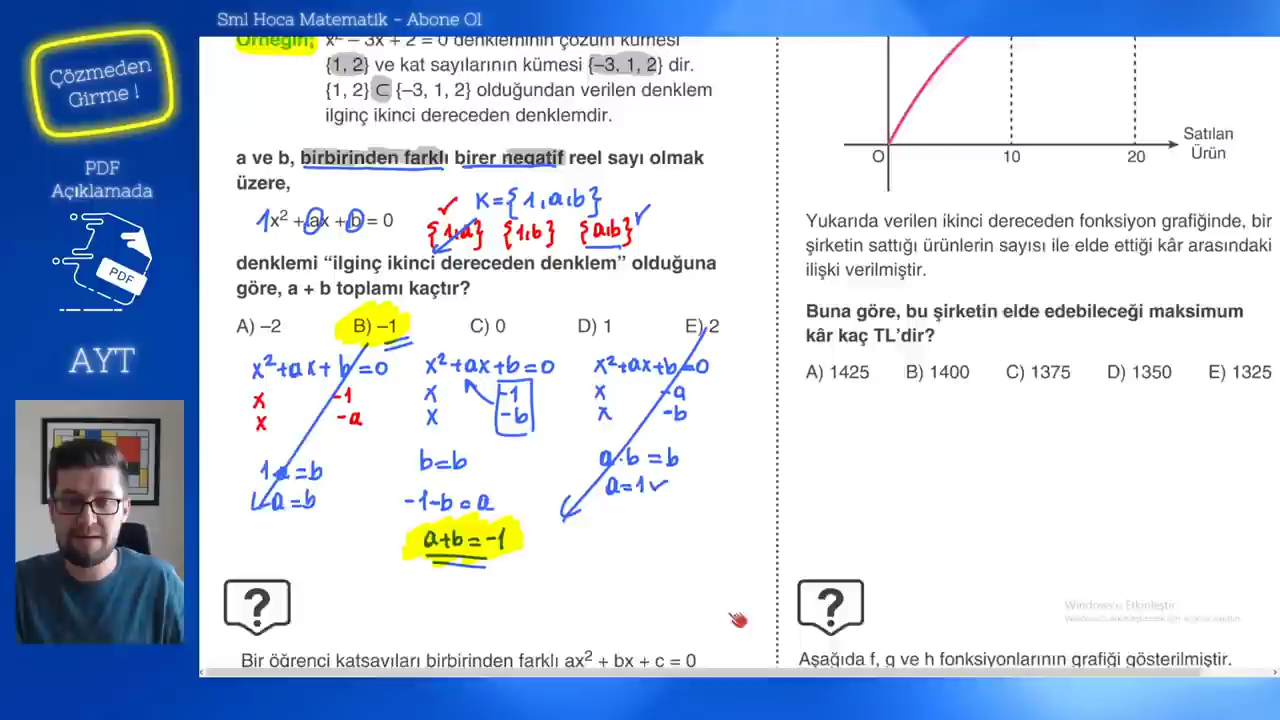 Sml Hoca Matematik – Abone Ol
Çözmeden
Girme !
PDF
Açıklamada
PDF
AYT
Örneğin; x² – 3x + 2 = 0 denkleminin çözüm kümesi
{1, 2} ve kat sayılarının kümesi {–3, 1, 2} dir.
{1, 2} ⊂ {–3, 1, 2} olduğundan verilen denklem
ilginç ikinci dereceden denklemdir.
a ve b, birbirinden farklı birer negatif reel sayı olmak
üzere,
K={1,a,b}
1x² + ax + b = 0
{1,a} {1,b} {a,b}
denklemi “ilginç ikinci dereceden denklem” olduğuna
göre, a + b toplamı kaçtır?
A) –2 B) –1 C) 0 D) 1 E) 2
x²+ax+b=0
x -1
x -a
1.a=b
a=b
x²+ax+b=0
x -1
x -b
b=b
-1-b=a
a+b=-1
x²+ax+b=0
x -a
x -b
a.b=b
a=1✓
?
Bir öğrenci katsayıları birbirinden farklı ax² + bx + c = 0
Satılan
Ürün
O 10 20
Yukarıda verilen ikinci dereceden fonksiyon grafiğinde, bir
şirketin sattığı ürünlerin sayısı ile elde ettiği kâr arasındaki
ilişki verilmiştir.
Buna göre, bu şirketin elde edebileceği maksimum
kâr kaç TL’dir?
A) 1425 B) 1400 C) 1375 D) 1350 E) 1325
Windows'u Etkinleştir
?
Aşağıda f, g ve h fonksiyonlarının grafiği gösterilmiştir.